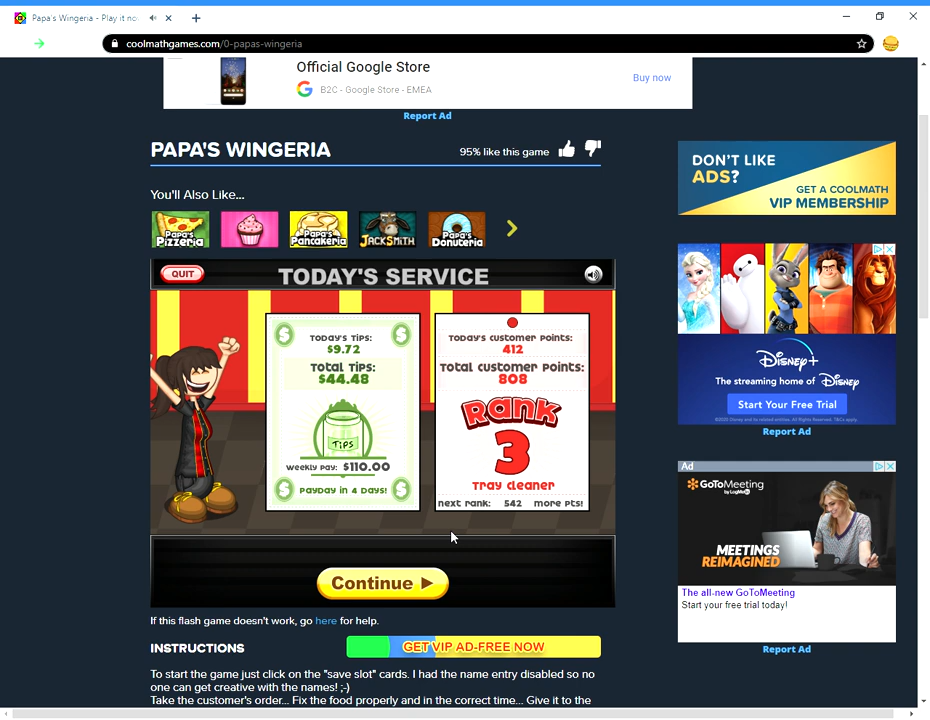 Papa's Wingeria - Play it no
coolmathgames.com/0-papas-wingeria
Official Google Store
B2C - Google Store - EMEA
Buy now
Report Ad
PAPA'S WINGERIA
95% like this game
You'll Also Like...
Papa's Pizzeria
Papa's Pancakeria
JACKSMITH
Papa's Donuteria
QUIT
TODAY'S SERVICE
Today's Tips:
$9.72
Total Tips:
$44.48
TIPS
weekly pay: $110.00
Payday in 4 Days!
Today's customer points:
412
Total customer points:
808
Rank
3
Tray cleaner
next rank: 542 more pts!
Continue
If this flash game doesn't work, go here for help.
INSTRUCTIONS
GET VIP AD-FREE NOW
To start the game just click on the "save slot" cards. I had the name entry disabled so no
one can get creative with the names! ;-)
Take the customer's order... Fix the food properly and in the correct time... Give it to the
DON'T LIKE
ADS?
GET A COOLMATH
VIP MEMBERSHIP
Disney+
The streaming home of Disney
Start Your Free Trial
Report Ad
Ad
GoToMeeting
by LogMeIn
MEETINGS
REIMAGINED
The all-new GoToMeeting
Start your free trial today!
Report Ad